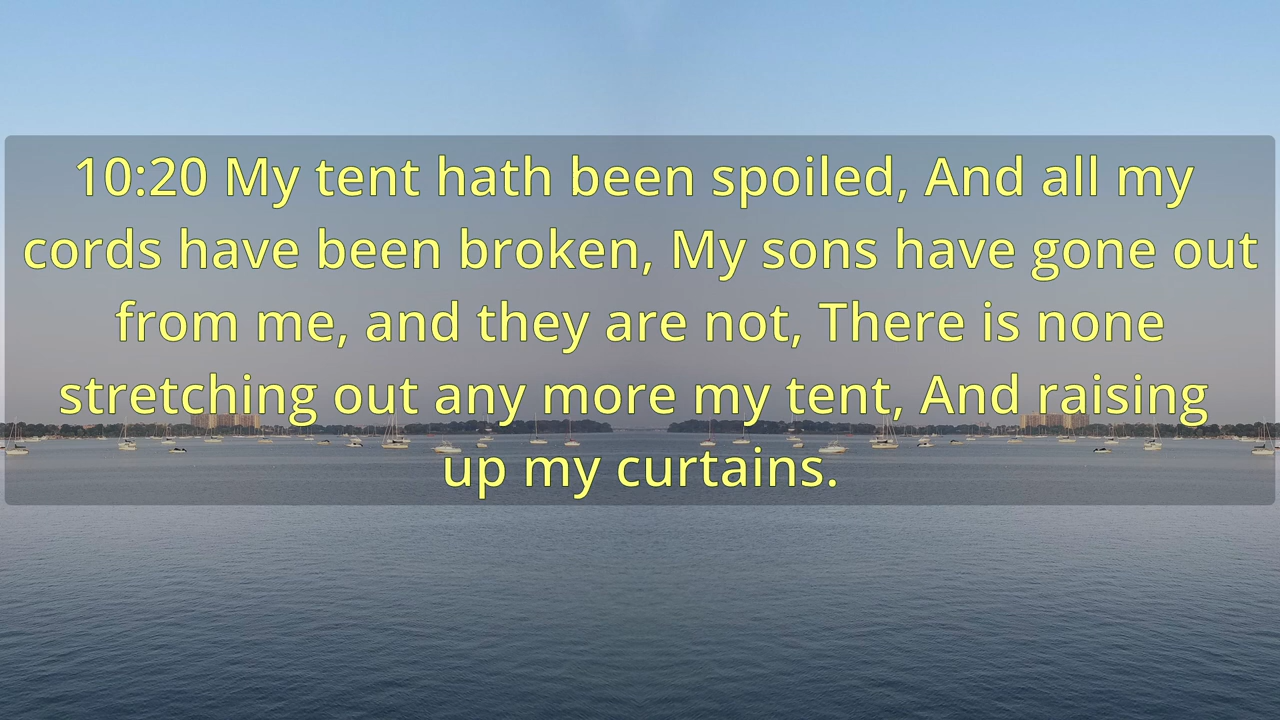 10:20 My tent hath been spoiled, And all my
cords have been broken, My sons have gone out
from me, and they are not, There is none
stretching out any more my tent, And raising
up my curtains.